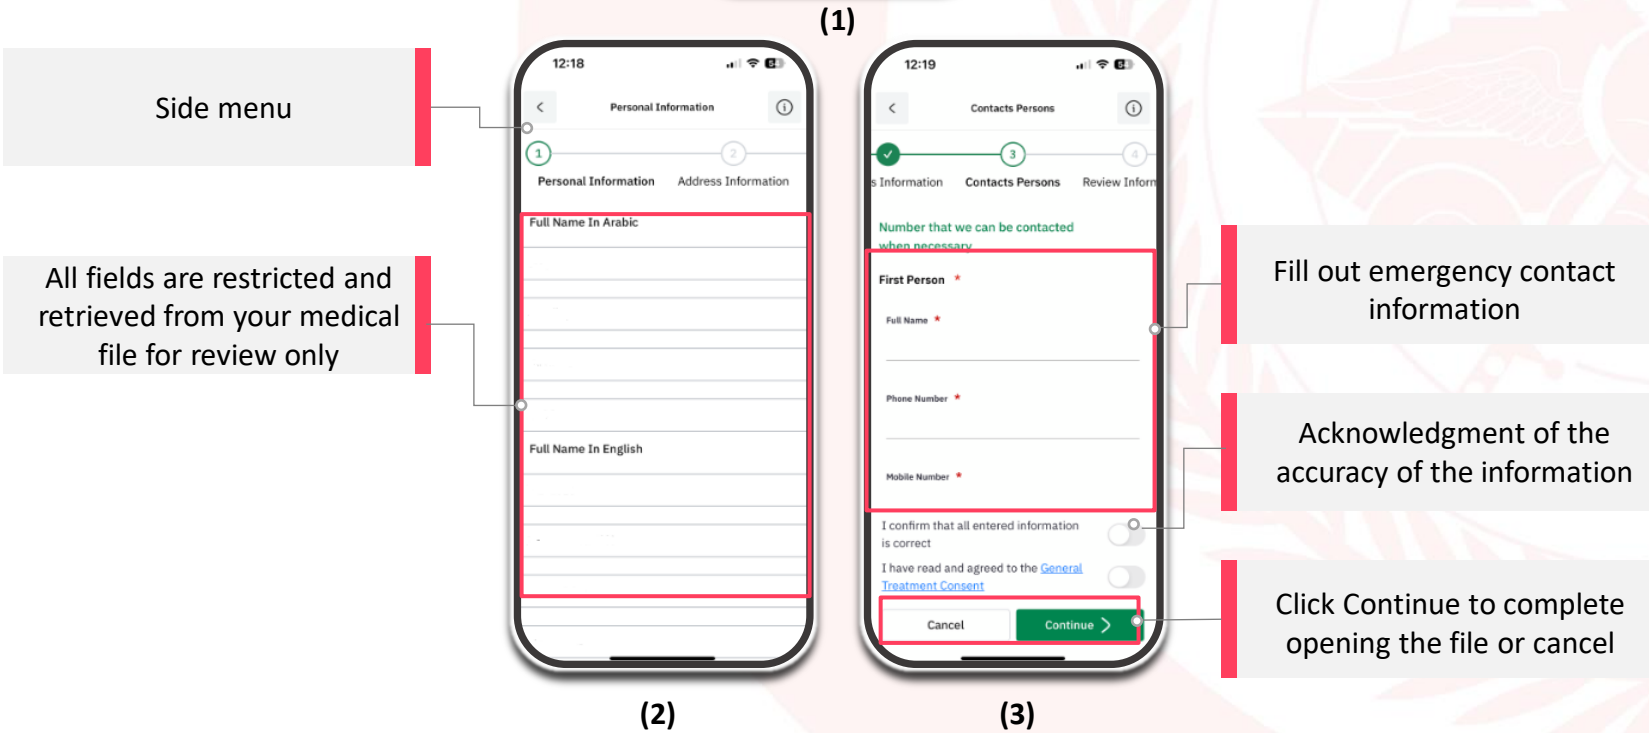 (1)
Side menu
All fields are restricted and
retrieved from your medical
file for review only
12:18
Personal Information
1
2
Personal Information
Address Information
Full Name In Arabic
Full Name In English
(2)
12:19
Contacts Persons
3
4
s Information
Contacts Persons
Review Inform
Number that we can be contacted
when necessary
First Person *
Full Name *
Phone Number *
Mobile Number *
I confirm that all entered information
is correct
I have read and agreed to the General
Treatment Consent
Cancel
Continue
(3)
Fill out emergency contact
information
Acknowledgment of the
accuracy of the information
Click Continue to complete
opening the file or cancel